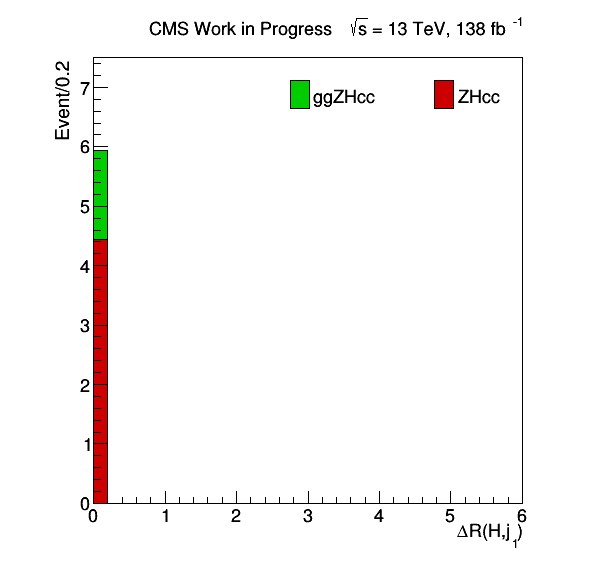 CMS Work in Progress √s = 13 TeV, 138 fb⁻¹
Event/0.2
ggZHcc ZHcc
7
6
5
4
3
2
1
0
0 1 2 3 4 5 6
ΔR(H,j₁)